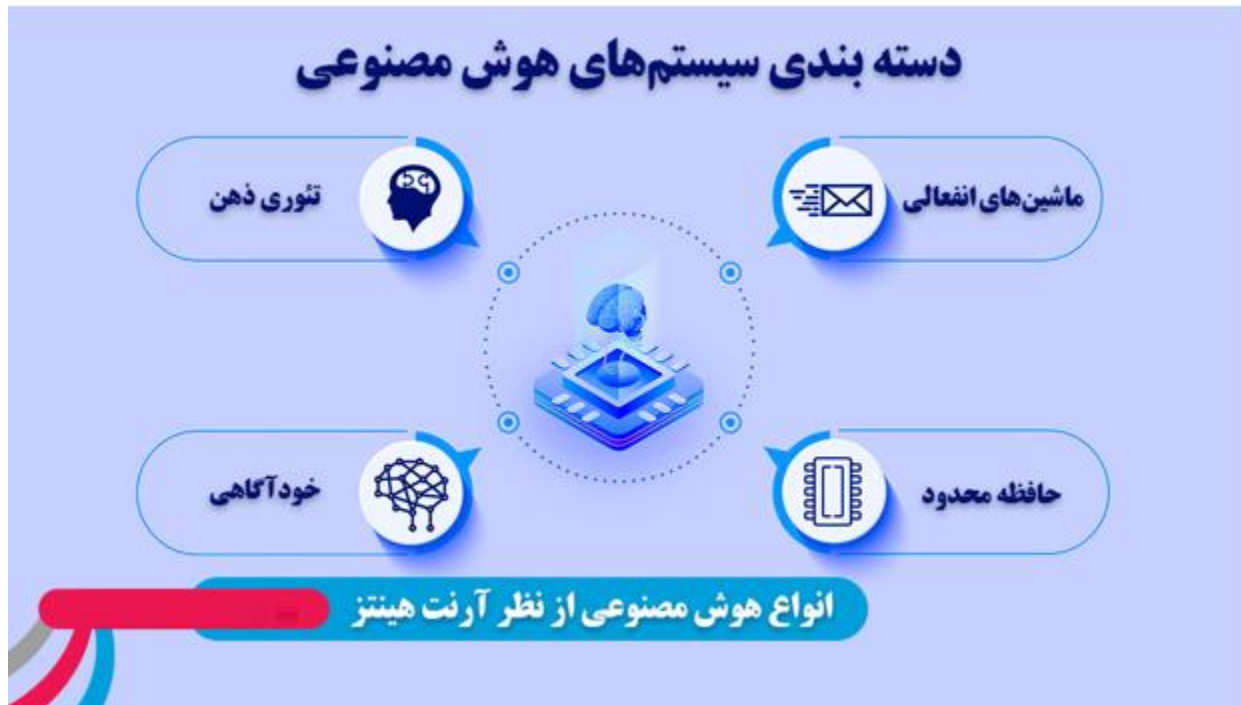 دسته بندی سیستم‌های هوش مصنوعی
ماشین‌های انفعالی
تئوری ذهن
حافظه محدود
خودآگاهی
انواع هوش مصنوعی از نظر آرنت هینتز